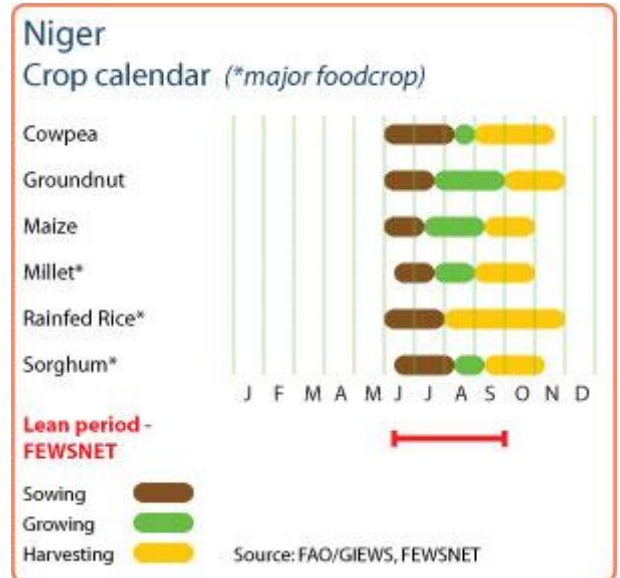 Niger
Crop calendar (*major foodcrop)
Cowpea
Groundnut
Maize
Millet*
Rainfed Rice*
Sorghum*
J F M A M J J A S O N D
Lean period -
FEWSNET
Sowing
Growing
Harvesting
Source: FAO/GIEWS, FEWSNET